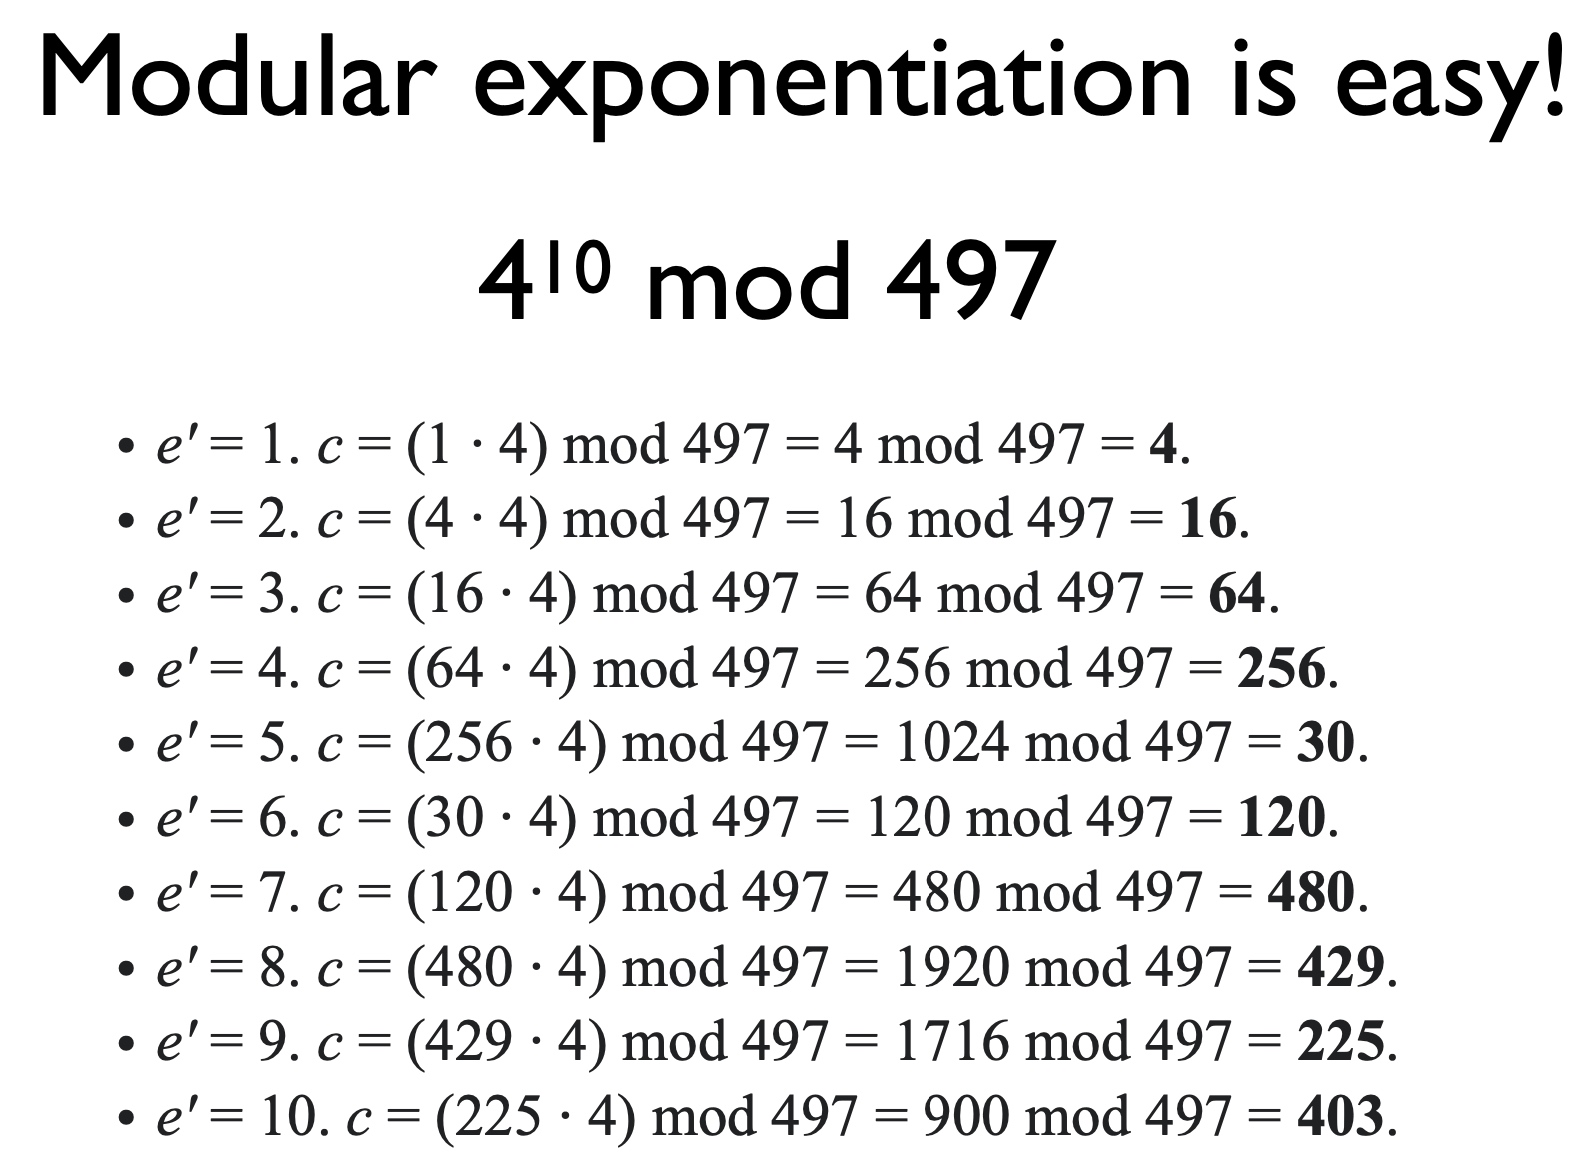 Modular exponentiation is easy!
4¹⁰ mod 497
• e′ = 1. c = (1 · 4) mod 497 = 4 mod 497 = 4.
• e′ = 2. c = (4 · 4) mod 497 = 16 mod 497 = 16.
• e′ = 3. c = (16 · 4) mod 497 = 64 mod 497 = 64.
• e′ = 4. c = (64 · 4) mod 497 = 256 mod 497 = 256.
• e′ = 5. c = (256 · 4) mod 497 = 1024 mod 497 = 30.
• e′ = 6. c = (30 · 4) mod 497 = 120 mod 497 = 120.
• e′ = 7. c = (120 · 4) mod 497 = 480 mod 497 = 480.
• e′ = 8. c = (480 · 4) mod 497 = 1920 mod 497 = 429.
• e′ = 9. c = (429 · 4) mod 497 = 1716 mod 497 = 225.
• e′ = 10. c = (225 · 4) mod 497 = 900 mod 497 = 403.